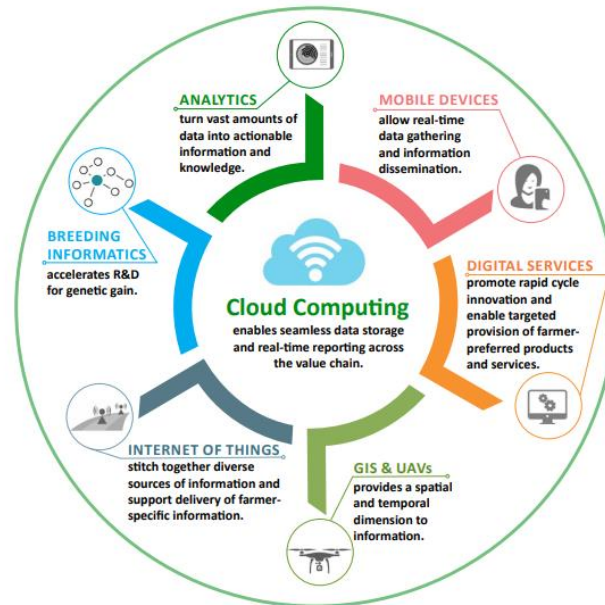 ANALYTICS
turn vast amounts of
data into actionable
information and
knowledge.
MOBILE DEVICES
allow real-time
data gathering
and information
dissemination.
BREEDING
INFORMATICS
accelerates R&D
for genetic gain.
Cloud Computing
enables seamless data storage
and real-time reporting across
the value chain.
DIGITAL SERVICES
promote rapid cycle
innovation and
enable targeted
provision of farmer-
preferred products
and services.
INTERNET OF THINGS
stitch together diverse
sources of information and
support delivery of farmer-
specific information.
GIS & UAVs
provides a spatial
and temporal
dimension to
information.